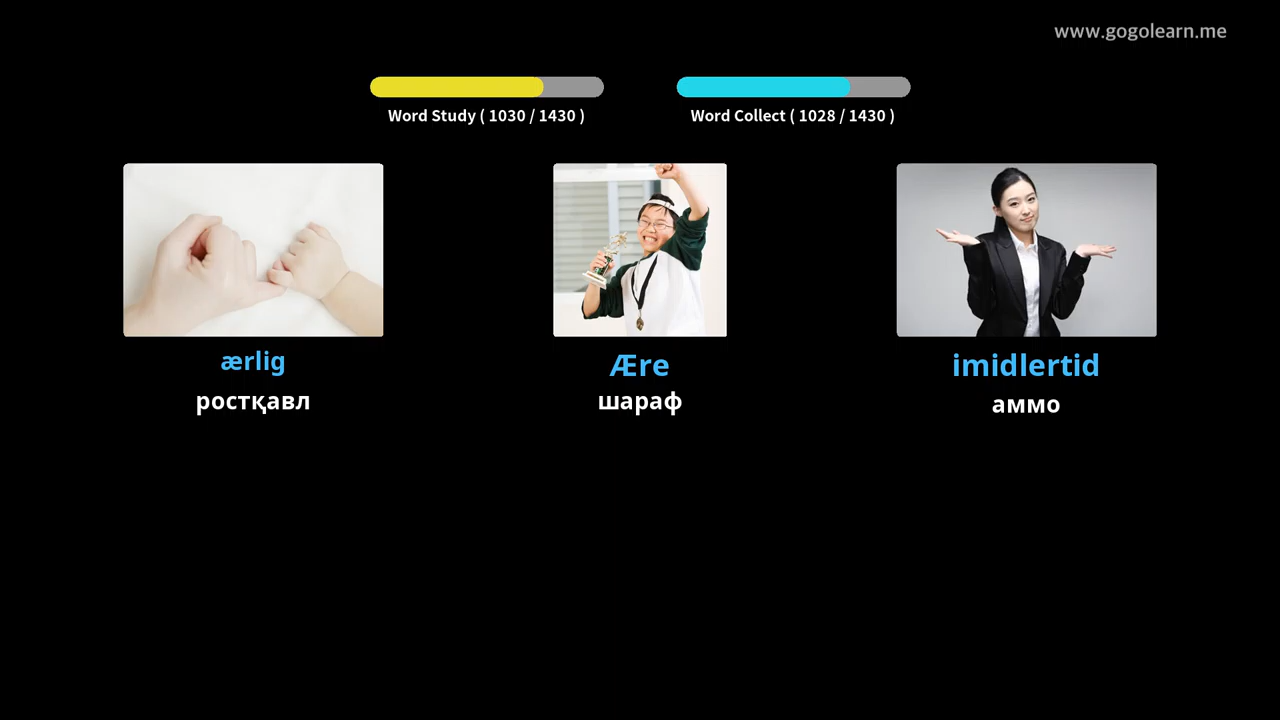 www.gogolearn.me
Word Study ( 1030 / 1430 )
Word Collect ( 1028 / 1430 )
ærlig
Ære
imidlertid
ростқавл
шараф
аммо